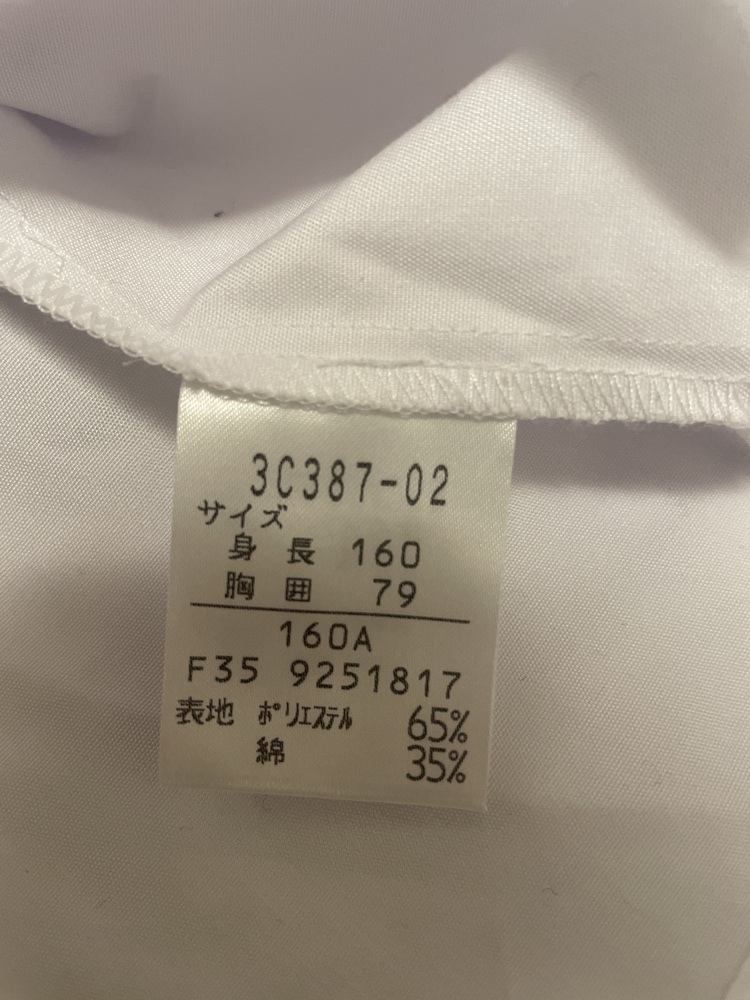 3C387-02
サイズ
身長 160
胸囲 79
160A
F35 9251817
表地 ﾎﾟﾘｴｽﾃﾙ 65%
綿 35%